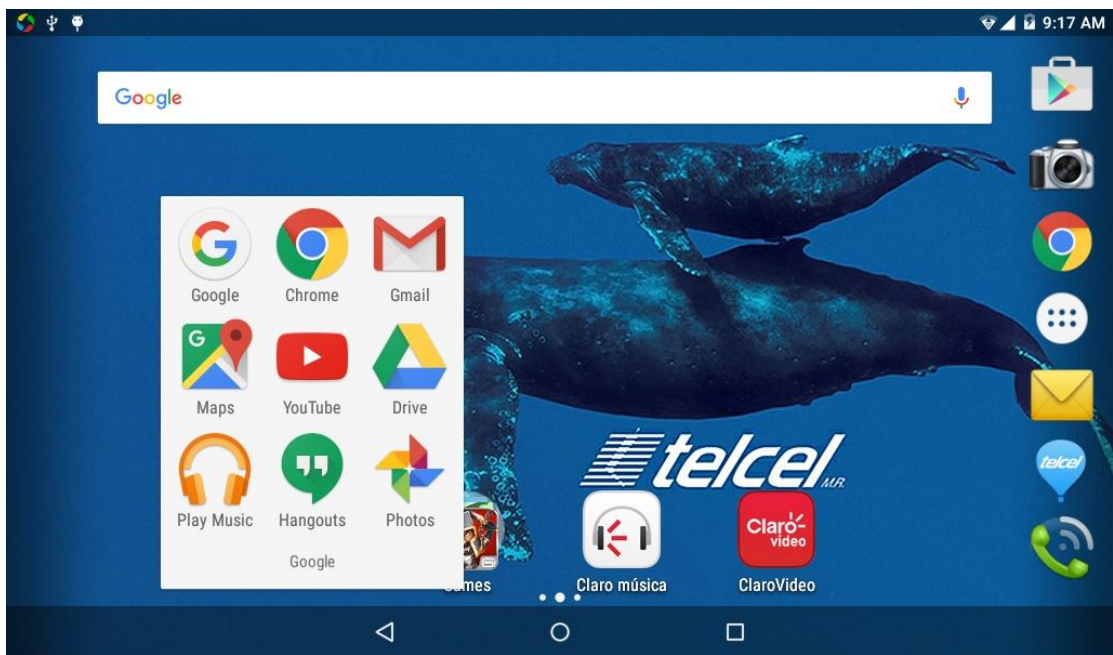 9:17 AM
Google
Google Chrome Gmail
G
Maps YouTube Drive
Play Music Hangouts Photos
Google
telcel M.R.
Claro-
video
Claro música ClaroVideo
telcel